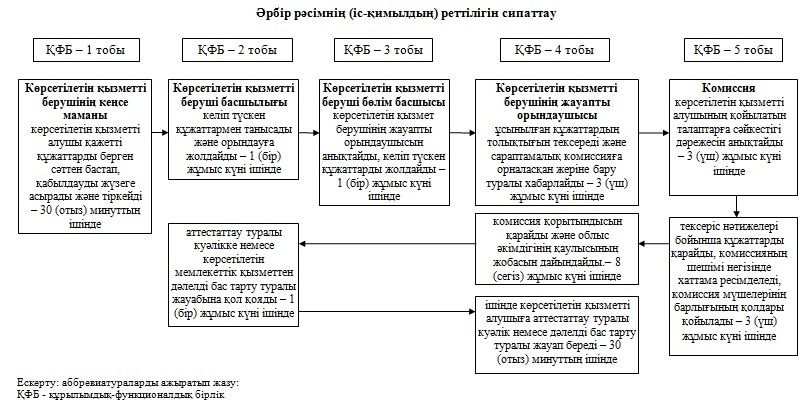 Әрбір рәсімнің (іс-қимылдың) реттілігін сипаттау
ҚФБ – 1 тобы
ҚФБ – 2 тобы
ҚФБ – 3 тобы
ҚФБ – 4 тобы
ҚФБ – 5 тобы
Көрсетілетін қызметті
берушінің кеңсе
маманы
көрсетілетін қызметті
алушы қажетті
құжаттарды берген
сәттен бастап,
қабылдауды жүзеге
асырады және тіркейді
– 30 (отыз) минуттың
ішінде
Көрсетілетін қызметті
беруші басшылығы
келіп түскен
құжаттармен танысады
және орындауға
жолдайды – 1 (бір)
жұмыс күні ішінде
Көрсетілетін қызметті
беруші бөлім басшысы
көрсетілетін қызмет
берушінің жауапты
орындаушысын
анықтайды, келіп түскен
құжаттарды жолдайды –
1 (бір) жұмыс күні
ішінде
Көрсетілетін қызметті
берушінің жауапты
орындаушысы
ұсынылған құжаттардың
толықтығын тексереді және
сараптамалық комиссияға
орналасқан жеріне бару
туралы хабарлайды – 3 (үш)
жұмыс күні ішінде
Комиссия
көрсетілетін қызметті
алушының қойылатын
талаптарға сәйкестігі
дәрежесін анықтайды
– 3 (үш) жұмыс күні
ішінде
тексеріс нәтижелері
бойынша құжаттарды
қарайды, комиссияның
шешімі негізінде
хаттама ресімделеді,
комиссия мүшелерінің
барлығының қолдары
қойылады – 3 (үш)
жұмыс күні ішінде
комиссия қорытындысын
қарайды және облыс
әкімдігінің қаулысының
жобасын дайындайды.– 8
(сегіз) жұмыс күні ішінде
аттестаттау туралы
куәлікке немесе
көрсетілетін
мемлекеттік қызметтен
дәлелді бас тарту туралы
жауабына қол қояды – 1
(бір) жұмыс күні ішінде
ішінде көрсетілетін қызметті
алушыға аттестаттау туралы
куәлік немесе дәлелді бас тарту
туралы жауап береді – 30
(отыз) минуттың ішінде
Ескерту: аббревиатураларды ажыратып жазу:
ҚФБ - құрылымдық-функционалдық бірлік